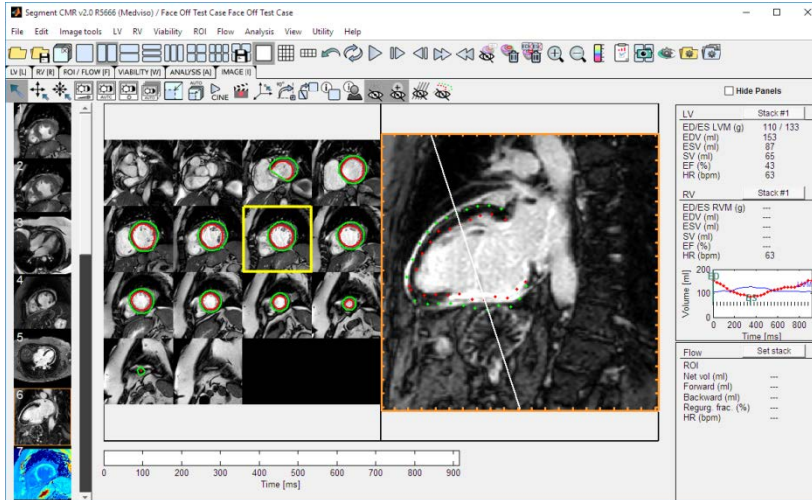 Segment CMR v2.0 R5666 (Medviso) / Face Off Test Case Face Off Test Case
File Edit Image tools LV RV Viability ROI Flow Analysis View Utility Help
LV [L] RV [R] ROI / FLOW [F] VIABILITY [W] ANALYSIS [A] IMAGE [I]
CINE
Hide Panels
LV Stack #1
ED/ES LVM (g) 110 / 133
EDV (ml) 153
ESV (ml) 87
SV (ml) 65
EF (%) 43
HR (bpm) 63
RV Stack #1
ED/ES RVM (g) ---
EDV (ml) ---
ESV (ml) ---
SV (ml) ---
EF (%) ---
HR (bpm) 63
Volume [ml]
200
100
0
0 200 400 600 800
Time [ms]
Flow Set stack
ROI
Net vol (ml) ---
Forward (ml) ---
Backward (ml) ---
Regurg. frac. (%) ---
HR (bpm) ---
2
3
4
5
6
7
0 100 200 300 400 500 600 700 800 900
Time [ms]